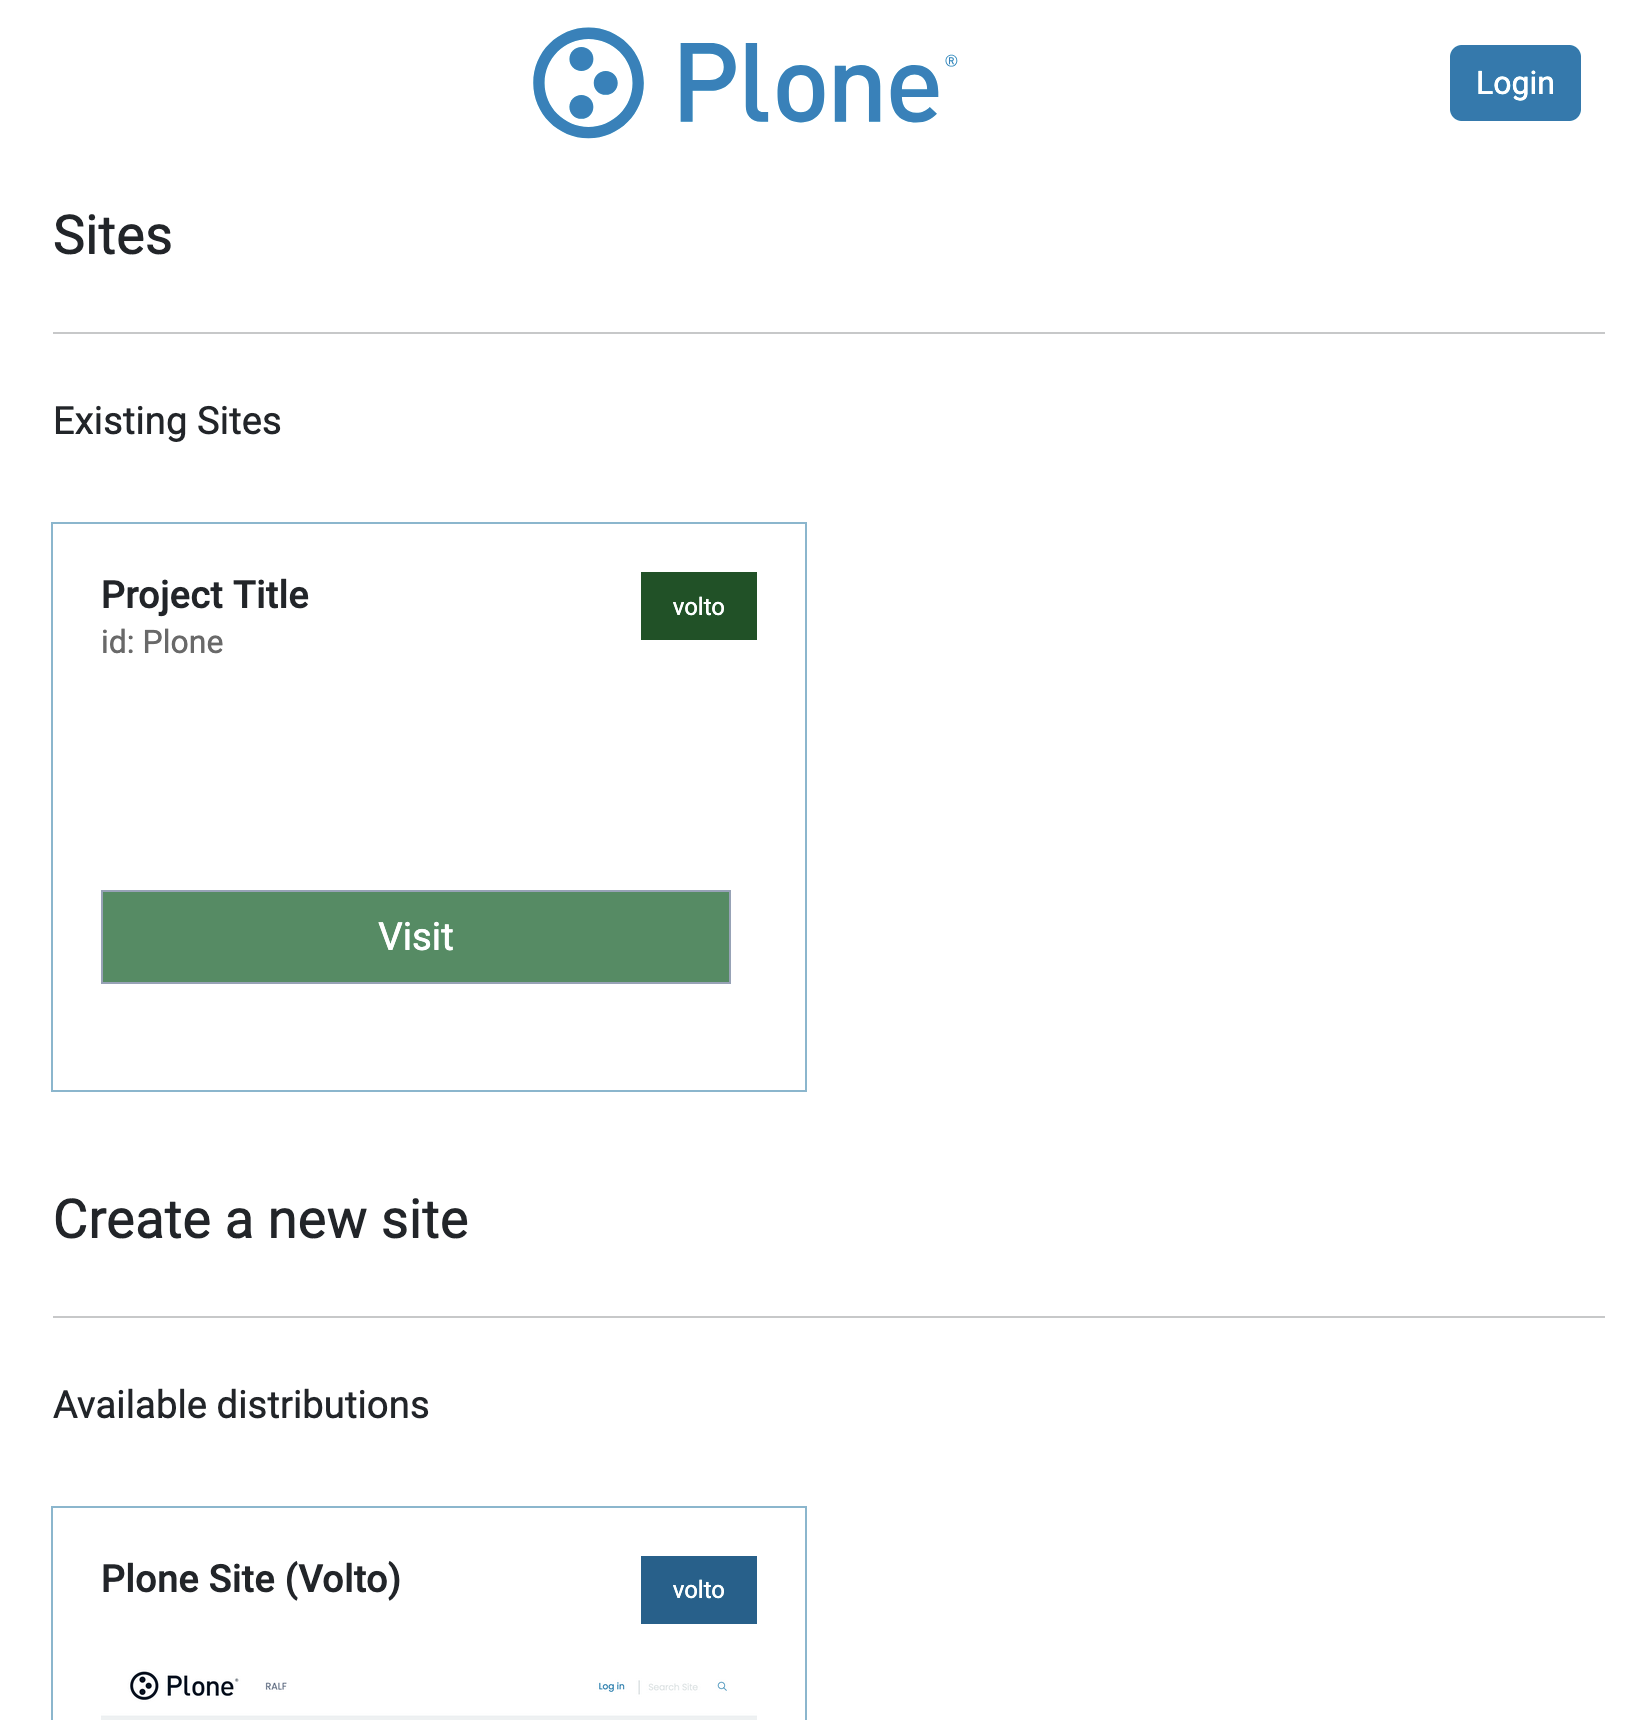 Plone®
Login
Sites
Existing Sites
Project Title
volto
id: Plone
Visit
Create a new site
Available distributions
Plone Site (Volto)
volto
Plone
RALF
Log in
Search Site